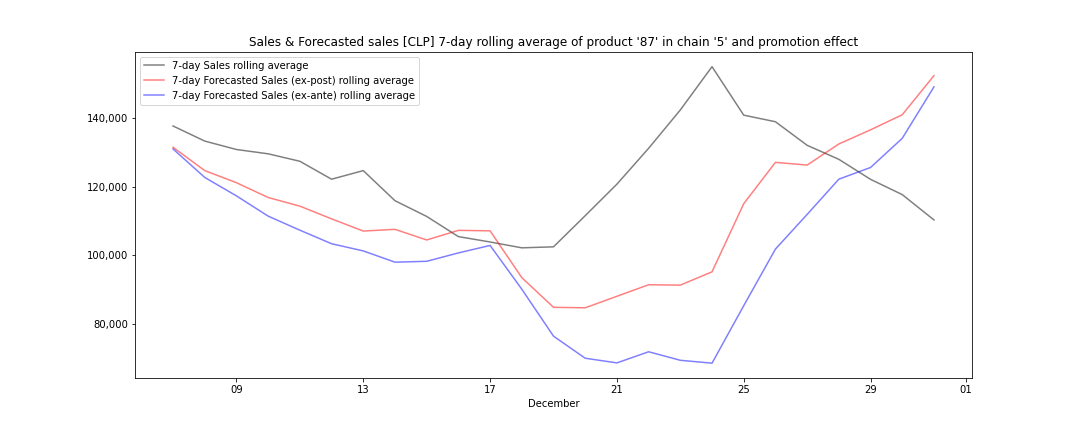 Sales & Forecasted sales [CLP] 7-day rolling average of product '87' in chain '5' and promotion effect
7-day Sales rolling average
7-day Forecasted Sales (ex-post) rolling average
7-day Forecasted Sales (ex-ante) rolling average
140,000
120,000
100,000
80,000
09 13 17 21 25 29 01
December